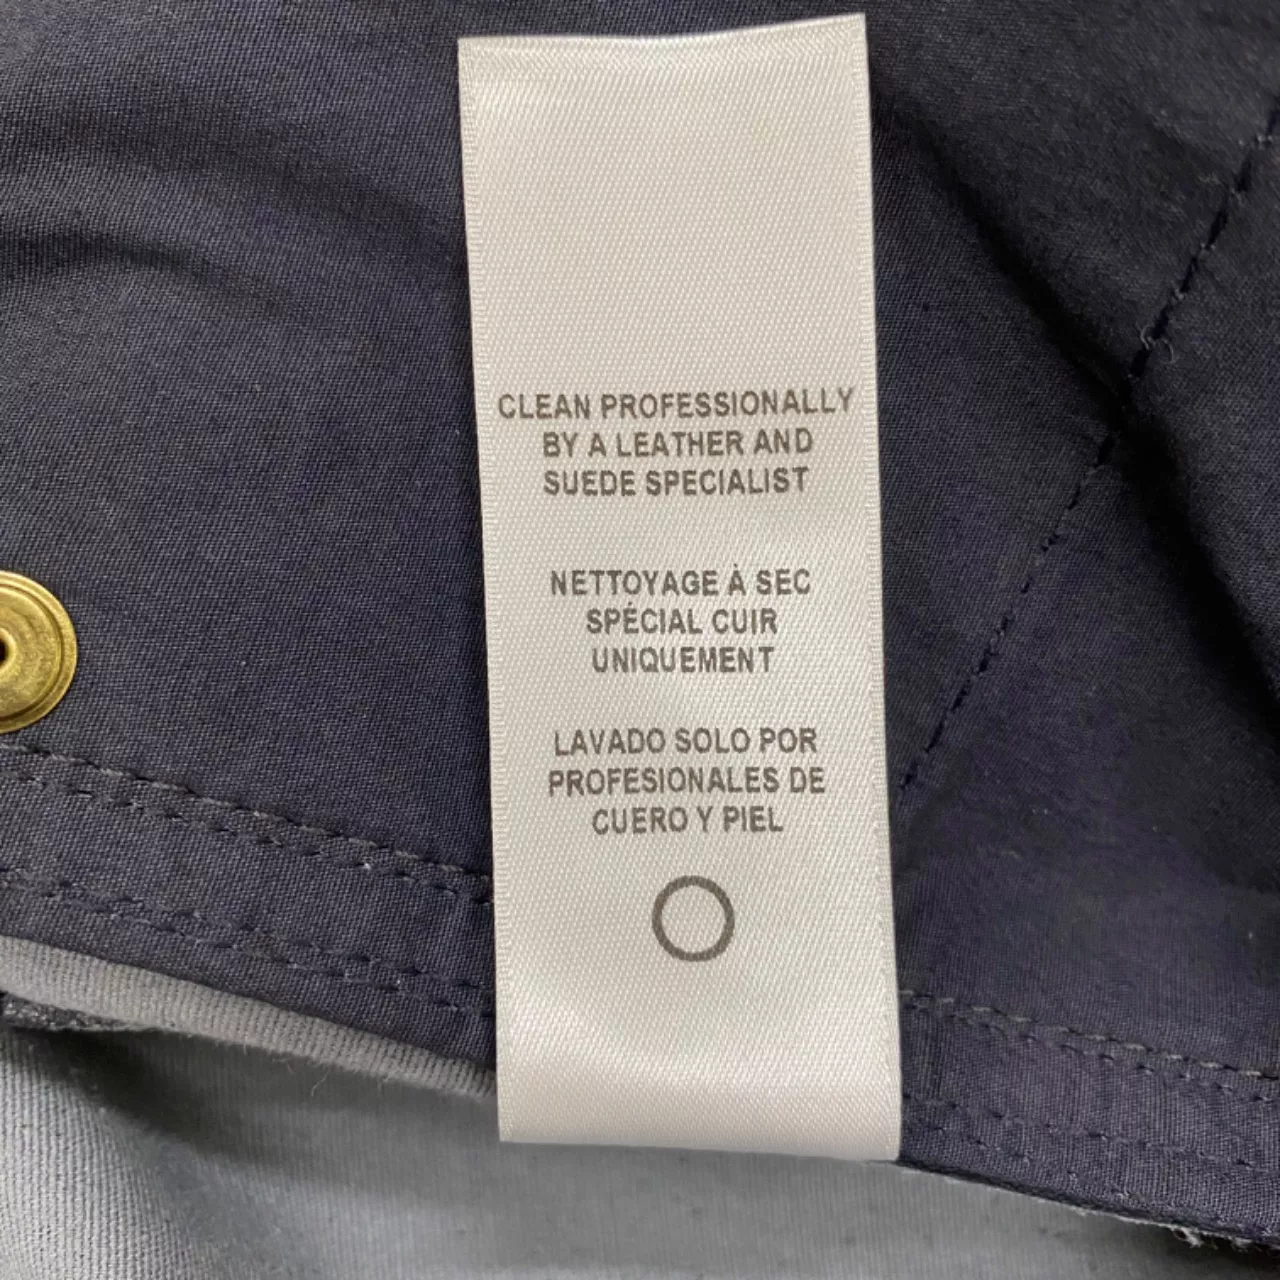 CLEAN PROFESSIONALLY
BY A LEATHER AND
SUEDE SPECIALIST
NETTOYAGE À SEC
SPÉCIAL CUIR
UNIQUEMENT
LAVADO SOLO POR
PROFESIONALES DE
CUERO Y PIEL